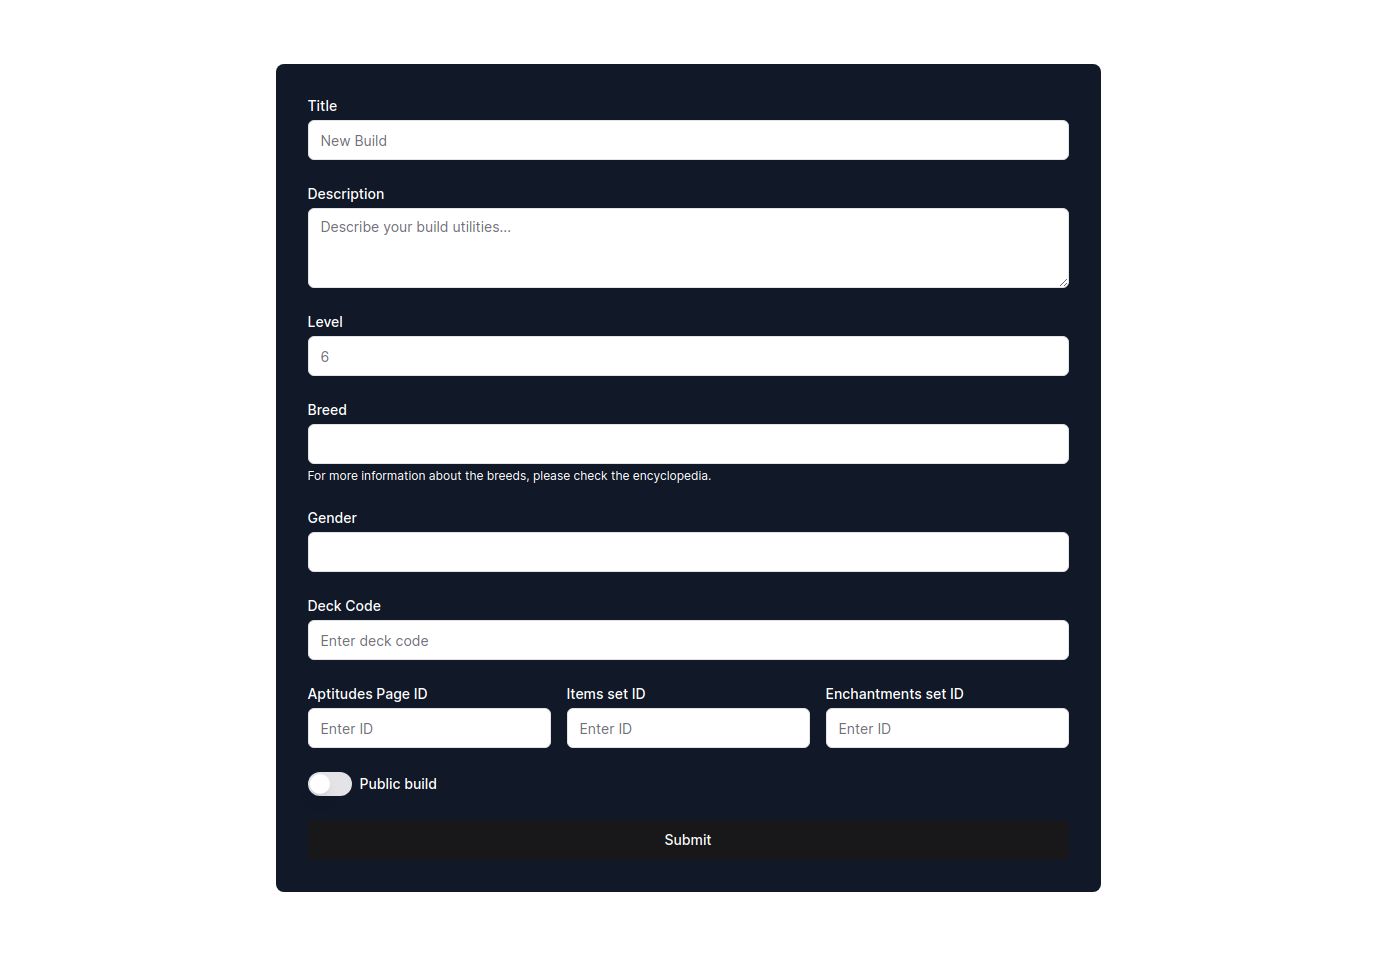 Title
New Build
Description
Describe your build utilities...
Level
6
Breed
For more information about the breeds, please check the encyclopedia.
Gender
Deck Code
Enter deck code
Aptitudes Page ID Items set ID Enchantments set ID
Enter ID Enter ID Enter ID
Public build
Submit